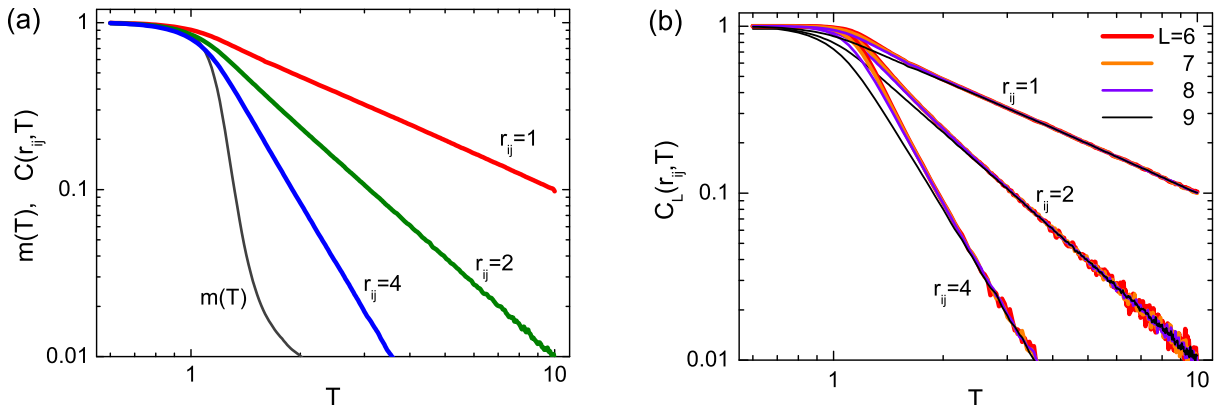 (a)
1
0.1
0.01
m(T), C(r_ij,T)
r_ij=1
r_ij=2
r_ij=4
m(T)
1
10
T
(b)
1
0.1
0.01
C_L(r_ij,T)
L=6
7
8
9
r_ij=1
r_ij=2
r_ij=4
1
10
T